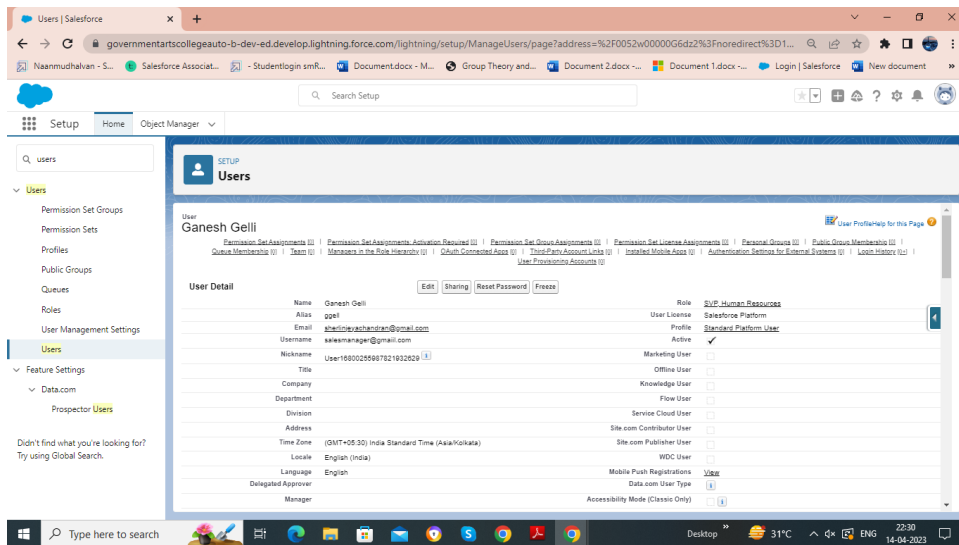 Users | Salesforce
governmentartscollegeauto-b-dev-ed.develop.lightning.force.com/lightning/setup/ManageUsers/page?address=%2F0052w00000G6dz2%3Fnoredirect%3D1...
Naanmudhalvan - S... Salesforce Associat... - Studentlogin smR... Document.docx - M... Group Theory and... Document 2.docx -... Document 1.docx -... Login | Salesforce New document »
Search Setup
Setup Home Object Manager
users
SETUP
Users
Users
Permission Set Groups
Permission Sets
Profiles
Public Groups
Queues
Roles
User Management Settings
Users
Feature Settings
Data.com
Prospector Users
Didn't find what you're looking for?
Try using Global Search.
User
Ganesh Gelli
User Profile Help for this Page
Permission Set Assignments [0] | Permission Set Assignments: Activation Required [0] | Permission Set Group Assignments [0] | Permission Set License Assignments [0] | Personal Groups [0] | Public Group Membership [0] |
Queue Membership [0] | Team [0] | Managers in the Role Hierarchy [0] | OAuth Connected Apps [0] | Third-Party Account Links [0] | Installed Mobile Apps [0] | Authentication Settings for External Systems [0] | Login History [0+] |
User Provisioning Accounts [0]
User Detail Edit Sharing Reset Password Freeze
Name Ganesh Gelli Role SVP, Human Resources
Alias ggell User License Salesforce Platform
Email sherlinjeyachandran@gmail.com Profile Standard Platform User
Username salesmanager@gmaiil.com Active ✓
Nickname User16800255987821932629 Marketing User
Title Offline User
Company Knowledge User
Department Flow User
Division Service Cloud User
Address Site.com Contributor User
Time Zone (GMT+05:30) India Standard Time (Asia/Kolkata) Site.com Publisher User
Locale English (India) WDC User
Language English Mobile Push Registrations View
Delegated Approver Data.com User Type
Manager Accessibility Mode (Classic Only)
Type here to search
Desktop » 31°C ENG 22:30
14-04-2023